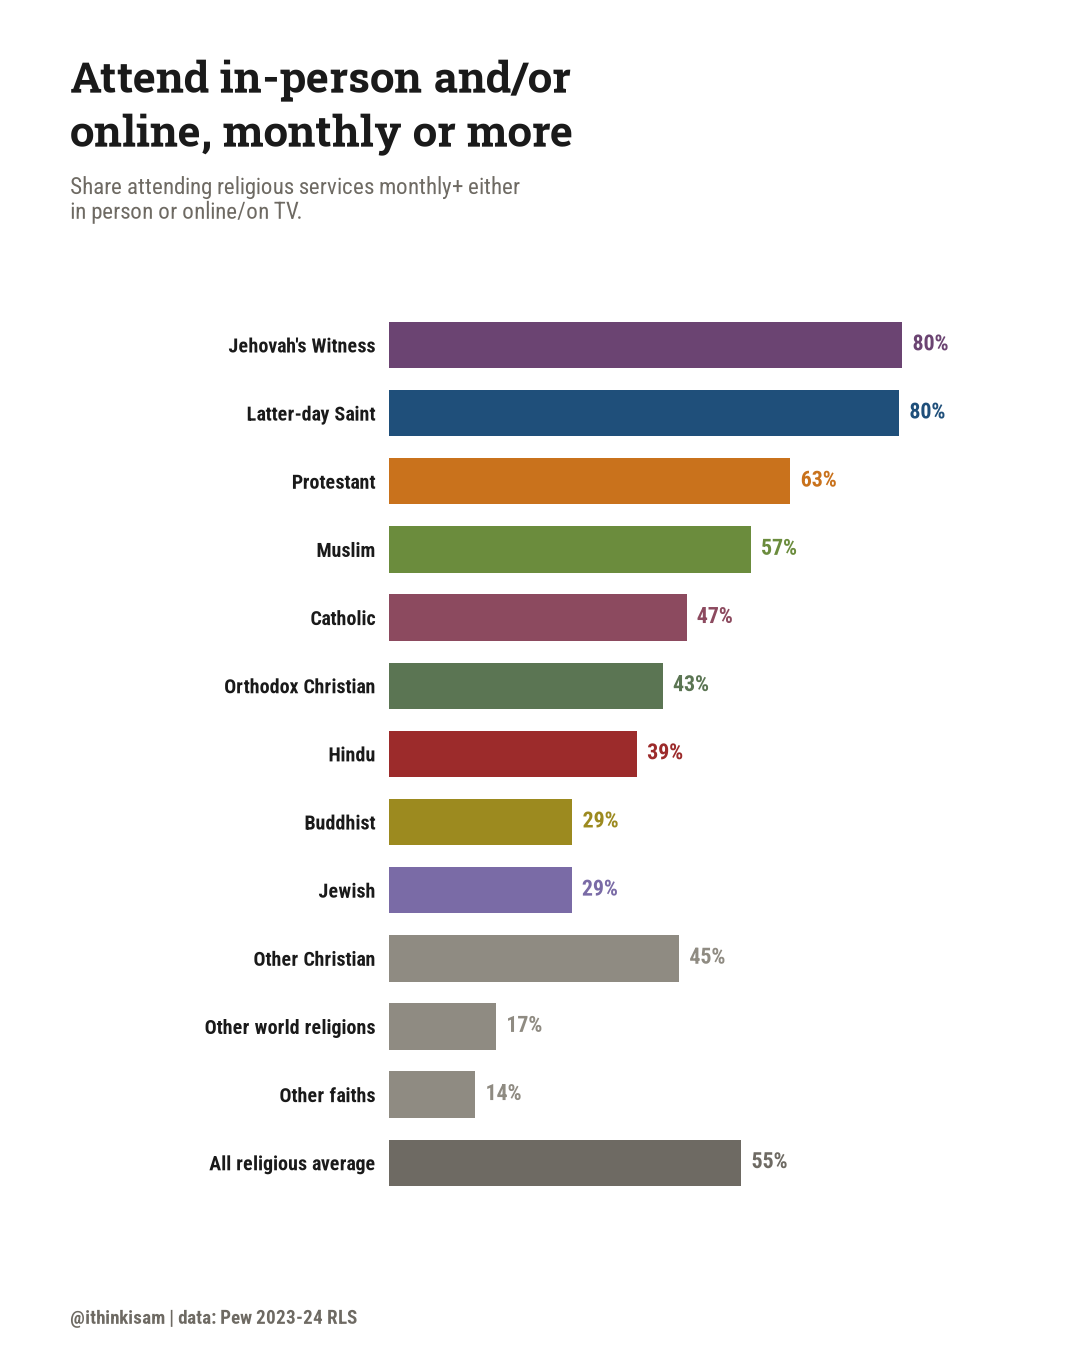 Attend in-person and/or
online, monthly or more
Share attending religious services monthly+ either
in person or online/on TV.
Jehovah's Witness 80%
Latter-day Saint 80%
Protestant 63%
Muslim 57%
Catholic 47%
Orthodox Christian 43%
Hindu 39%
Buddhist 29%
Jewish 29%
Other Christian 45%
Other world religions 17%
Other faiths 14%
All religious average 55%
@ithinkisam | data: Pew 2023-24 RLS